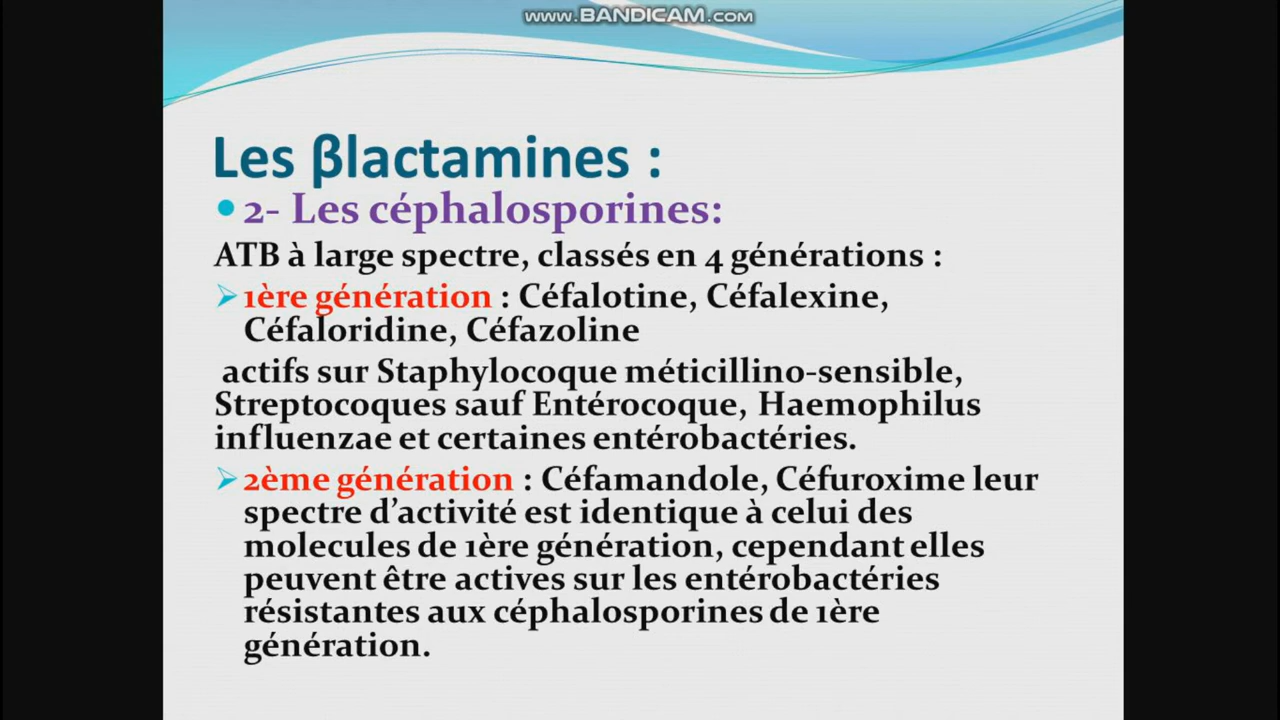 www.BANDICAM.com
Les βlactamines :
2- Les céphalosporines:
ATB à large spectre, classés en 4 générations :
1ère génération : Céfalotine, Céfalexine,
Céfaloridine, Céfazoline
actifs sur Staphylocoque méticillino-sensible,
Streptocoques sauf Entérocoque, Haemophilus
influenzae et certaines entérobactéries.
2ème génération : Céfamandole, Céfuroxime leur
spectre d’activité est identique à celui des
molecules de 1ère génération, cependant elles
peuvent être actives sur les entérobactéries
résistantes aux céphalosporines de 1ère
génération.